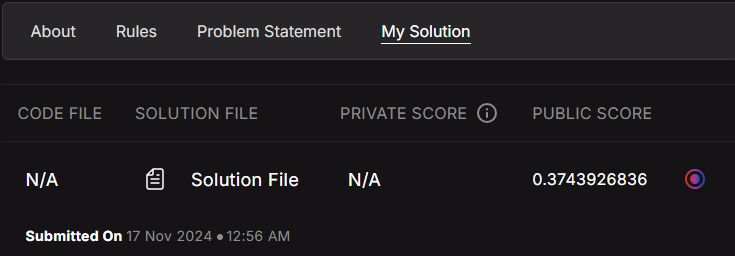 About Rules Problem Statement My Solution
CODE FILE SOLUTION FILE PRIVATE SCORE PUBLIC SCORE
N/A Solution File N/A 0.3743926836
Submitted On 17 Nov 2024 • 12:56 AM